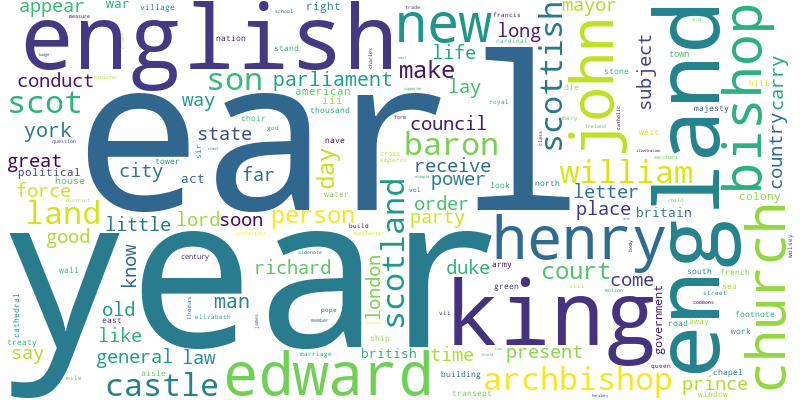 appear war village right mayor a.d trade school francis
english new long
measure nation stand charles cardinal town
son parliament make life scottish john england bishop
conduct scot way american lay subject stone hill carry
iii thousand council die majesty
york state choir god nave baron mary west country
great city tower sir act far day cross emperor receive power william
political house force water vol look north letter
land little lord soon person order party place britain colony
earl
year
good know henry church
wall old man richard duke court come south french sea
cathedral century london scotland army green
east sidenote build manchester king government road away footnote
like thomas elizabeth pope vii viii motion street commons work
treaty say general law james member ship british time present queen
marriage building chapel
aisle edward archbishop prince window
castle transept
mile
wolsey
catholic
ireland
royal
supporter
form
class
illustration
merchant
child
body
minister
question
district
protestant